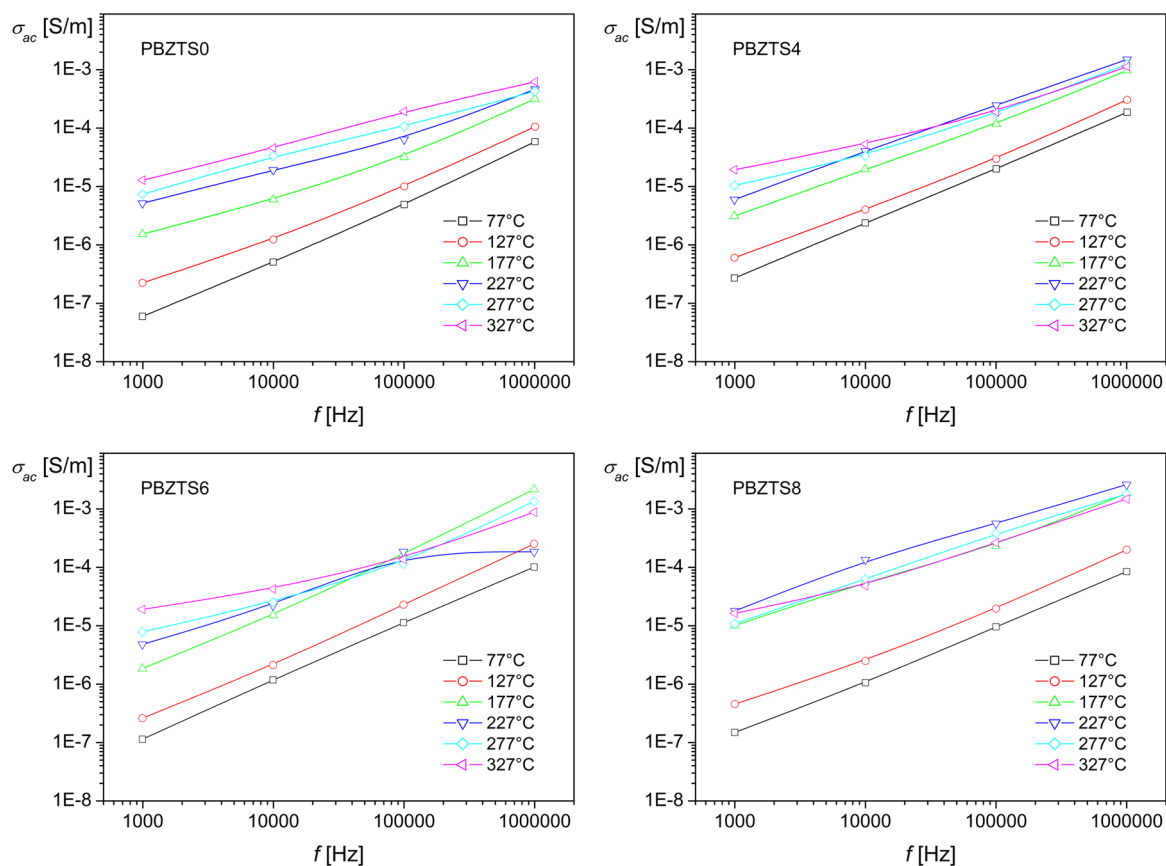 σac [S/m]
PBZTS0
1E-3
1E-4
1E-5
1E-6
1E-7
1E-8
77°C
127°C
177°C
227°C
277°C
327°C
1000 10000 100000 1000000
f [Hz]
σac [S/m]
PBZTS4
1E-3
1E-4
1E-5
1E-6
1E-7
1E-8
77°C
127°C
177°C
227°C
277°C
327°C
1000 10000 100000 1000000
f [Hz]
σac [S/m]
PBZTS6
1E-3
1E-4
1E-5
1E-6
1E-7
1E-8
77°C
127°C
177°C
227°C
277°C
327°C
1000 10000 100000 1000000
f [Hz]
σac [S/m]
PBZTS8
1E-3
1E-4
1E-5
1E-6
1E-7
1E-8
77°C
127°C
177°C
227°C
277°C
327°C
1000 10000 100000 1000000
f [Hz]